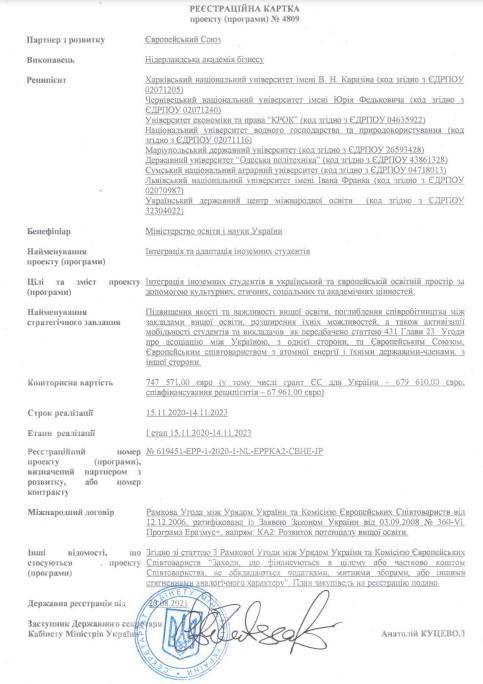 РЕЄСТРАЦІЙНА КАРТКА
проекту (програми) № 4809
Партнер з розвитку Європейський Союз
Виконавець Нідерландська академія бізнесу
Реципієнт Харківський національний університет імені В. Н. Каразіна (код згідно з ЄДРПОУ
02071205)
Чернівецький національний університет імені Юрія Федьковича (код згідно з
ЄДРПОУ 02071240)
Університет економіки та права “КРОК” (код згідно з ЄДРПОУ 04635922)
Національний університет водного господарства та природокористування (код
згідно з ЄДРПОУ 02071116)
Маріупольський державний університет (код згідно з ЄДРПОУ 26593428)
Державний університет “Одеська політехніка” (код згідно з ЄДРПОУ 43861328)
Сумський національний аграрний університет (код згідно з ЄДРПОУ 04718013)
Львівський національний університет імені Івана Франка (код згідно з ЄДРПОУ
02070987)
Український державний центр міжнародної освіти (код згідно з ЄДРПОУ
32304022)
Бенефіціар Міністерство освіти і науки України
Найменування Інтеграція та адаптація іноземних студентів
проекту (програми)
Цілі та зміст проекту Інтеграція іноземних студентів в український та європейській освітній простір за
(програми) допомогою культурних, етичних, соціальних та академічних цінностей.
Найменування Підвищення якості та важливості вищої освіти, поглиблення співробітництва між
стратегічного завдання закладами вищої освіти, розширення їхніх можливостей, а також активізації
мобільності студентів та викладачів як передбачено статтею 431 Глави 23 Угоди
про асоціацію між Україною, з однієї сторони, та Європейським Союзом,
Європейським співтовариством з атомної енергії і їхніми державами-членами, з
іншої сторони.
Кошторисна вартість 747 571,00 євро (у тому числі грант ЄС для України – 679 610,00 євро,
співфінансування реципієнтів – 67 961,00 євро)
Строк реалізації 15.11.2020-14.11.2023
Етапи реалізації І етап 15.11.2020-14.11.2023
Реєстраційний номер № 619451-EPP-1-2020-1-NL-EPPKA2-CBHE-JP
проекту (програми),
визначений партнером з
розвитку, або номер
контракту
Міжнародний договір Рамкова Угода між Урядом України та Комісією Європейських Співтовариств від
12.12.2006, ратифікована із Заявою Законом України від 03.09.2008 № 360-VI.
Програма Еразмус+, напрям: КА2: Розвиток потенціалу вищої освіти.
Інші відомості, що Згідно зі статтею 3 Рамкової Угоди між Урядом України та Комісією Європейських
стосуються проекту Співтовариств “Заходи, що фінансуються в цілому або частково коштом
(програми) Співтовариства, не обкладаються податками, митними зборами, або іншими
стягненнями аналогічного характеру”. План закупівель на реєстрацію подано.
Державна реєстрація від .08.2021
Заступник Державного секретаря
Кабінету Міністрів України Анатолій КУЦЕВОЛ